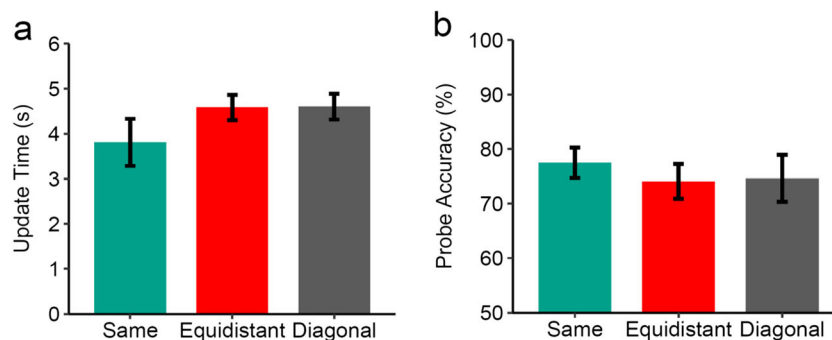 a
Update Time (s)
6
5
4
3
2
1
0
Same Equidistant Diagonal
b
Probe Accuracy (%)
100
90
80
70
60
50
Same Equidistant Diagonal